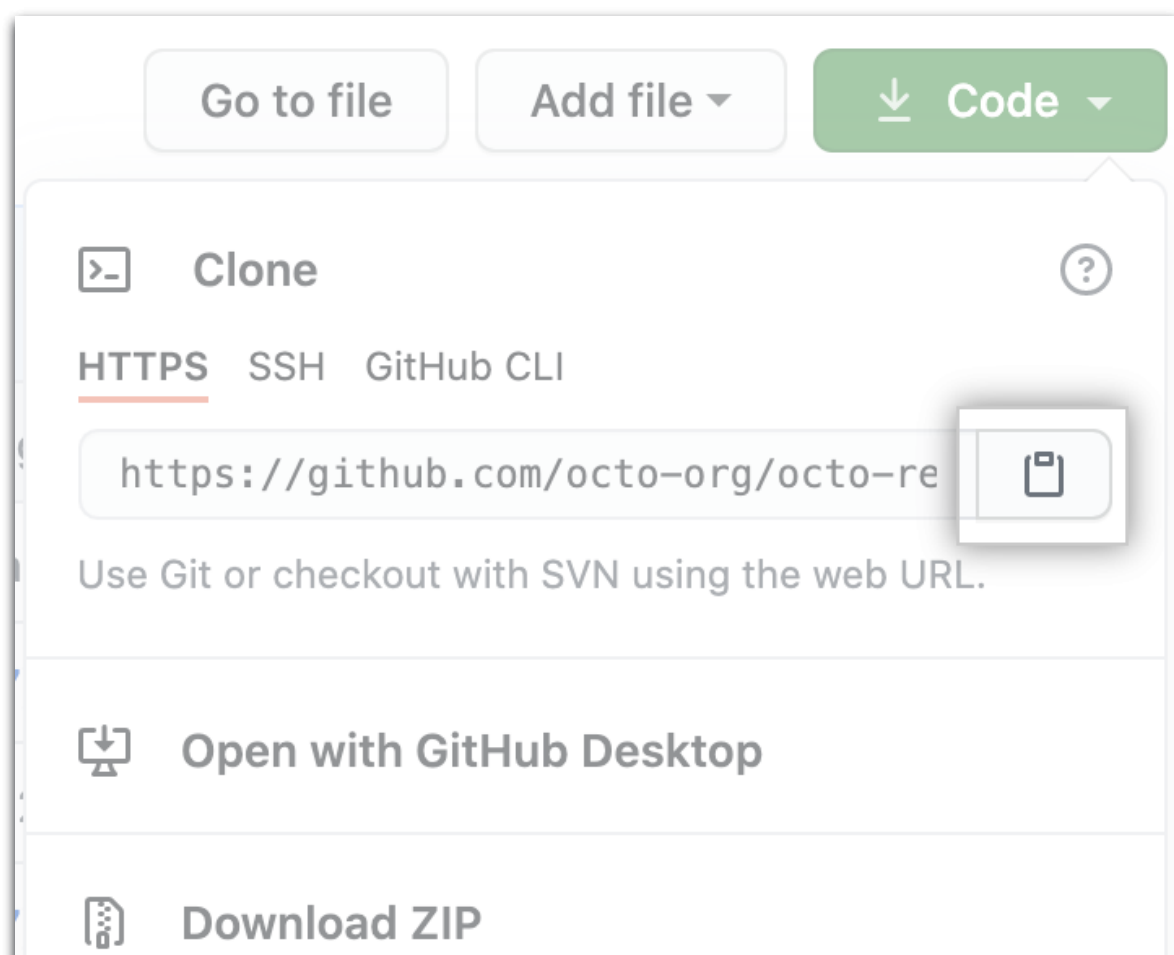 Go to file Add file Code
Clone
HTTPS SSH GitHub CLI
https://github.com/octo-org/octo-re
Use Git or checkout with SVN using the web URL.
Open with GitHub Desktop
Download ZIP